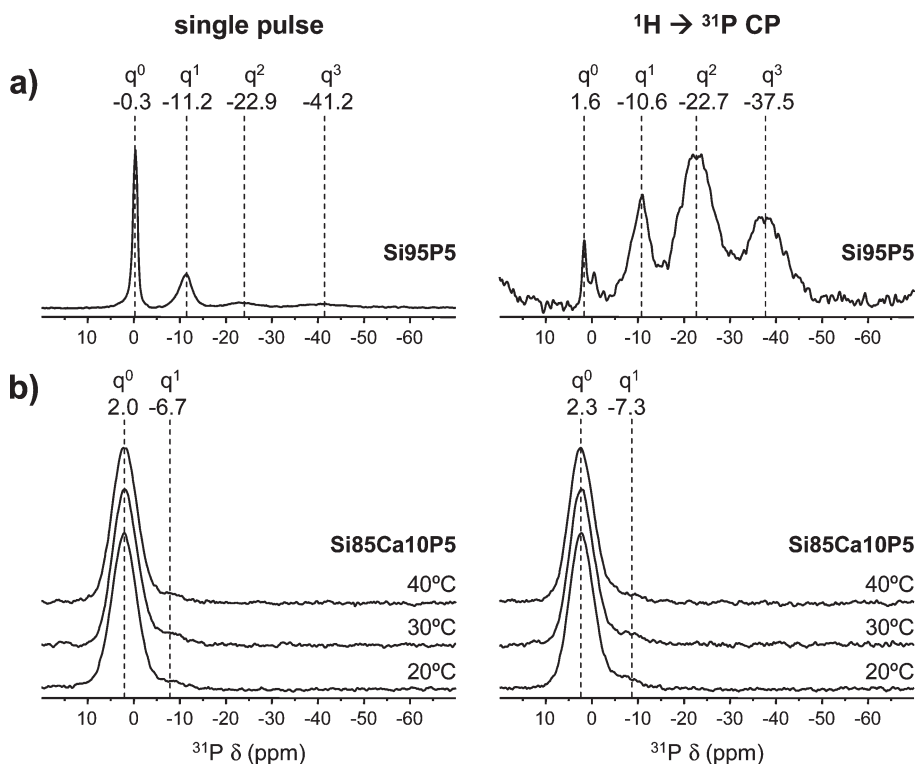 single pulse
¹H → ³¹P CP
a)
q⁰ q¹ q² q³
-0.3 -11.2 -22.9 -41.2
q⁰ q¹ q² q³
1.6 -10.6 -22.7 -37.5
Si95P5
Si95P5
10 0 -10 -20 -30 -40 -50 -60
10 0 -10 -20 -30 -40 -50 -60
b)
q⁰ q¹
2.0 -6.7
q⁰ q¹
2.3 -7.3
Si85Ca10P5
40ºC
30ºC
20ºC
Si85Ca10P5
40ºC
30ºC
20ºC
10 0 -10 -20 -30 -40 -50 -60
10 0 -10 -20 -30 -40 -50 -60
³¹P δ (ppm)
³¹P δ (ppm)